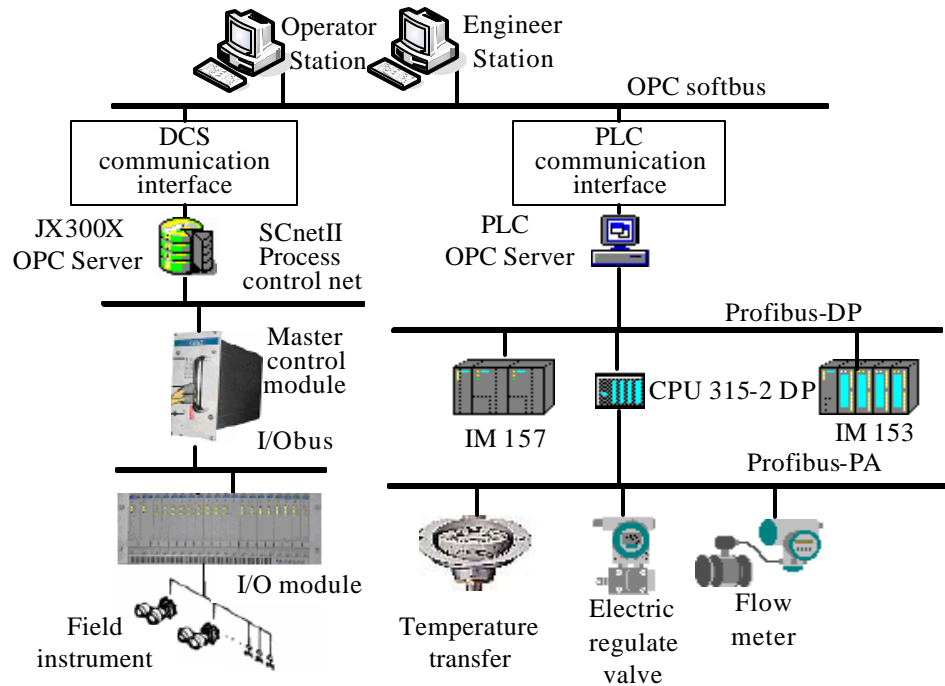 Operator
Station
Engineer
Station
OPC softbus
DCS
communication
interface
PLC
communication
interface
JX300X
OPC Server
SCnetII
Process
control net
PLC
OPC Server
Profibus-DP
Master
control
module
IM 157
CPU 315-2 DP
IM 153
I/Obus
Profibus-PA
I/O module
Field
instrument
Temperature
transfer
Electric
regulate
valve
Flow
meter